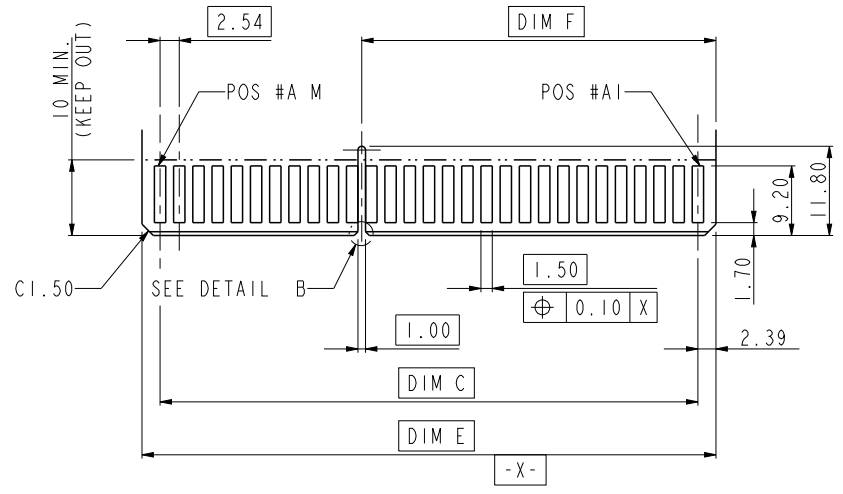 2.54
DIM F
10 MIN.
(KEEP OUT)
POS #A M
POS #A1
9.20
11.80
C1.50
SEE DETAIL B
1.50
⌖ 0.10 X
1.70
1.00
2.39
DIM C
DIM E
-X-